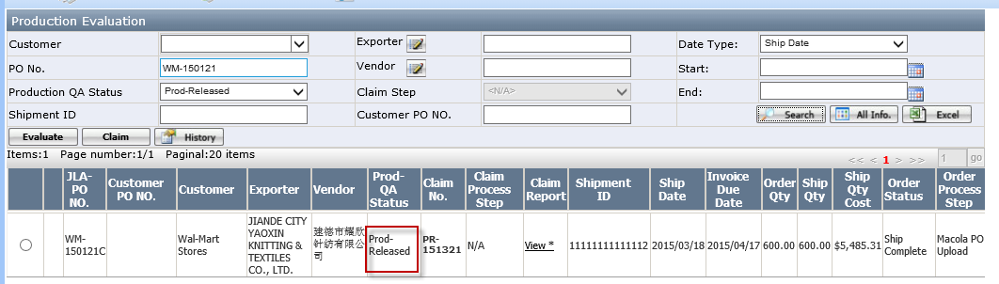 Production Evaluation
Customer Exporter Date Type: Ship Date
PO No. WM-150121 Vendor Start:
Production QA Status Prod-Released Claim Step <N/A> End:
Shipment ID Customer PO NO. Search All Info. Excel
Evaluate Claim History
Items:1 Page number:1/1 Paginal:20 items << < 1 > >> 1 go
JLA-PO NO. Customer PO NO. Customer Exporter Vendor Prod-QA Status Claim No. Claim Process Step Claim Report Shipment ID Ship Date Invoice Due Date Order Qty Ship Qty Ship Qty Cost Order Status Order Process Step
WM-150121C Wal-Mart Stores JIANDE CITY YAOXIN KNITTING & TEXTILES CO., LTD. 建德市耀欣针纺有限公司 Prod-Released PR-151321 N/A View * 11111111111112 2015/03/18 2015/04/17 600.00 600.00 $5,485.31 Ship Complete Macola PO Upload